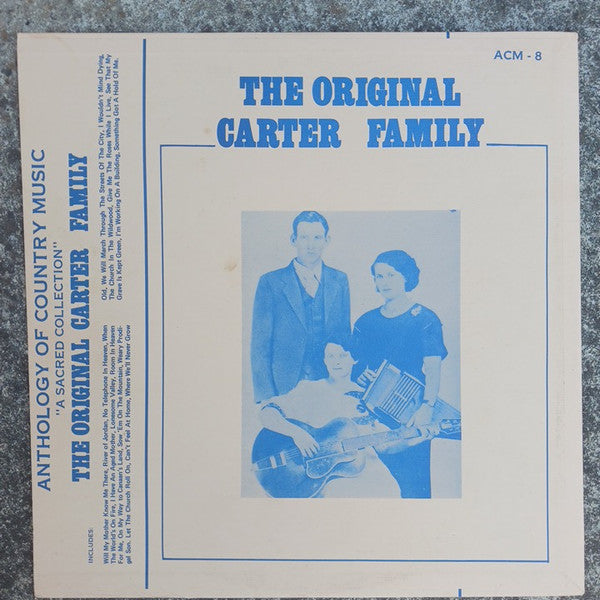 ACM - 8
THE ORIGINAL
CARTER FAMILY
ANTHOLOGY OF COUNTRY MUSIC
"A SACRED COLLECTION"
THE ORIGINAL CARTER FAMILY
INCLUDES:
Will My Mother Know Me There, River of Jordan, No Telephone In Heaven, When
The World's On Fire, I Have An Aged Mother, Lonesome Valley, Room In Heaven
For Me, On My Way to Canaan's Land, Sow 'Em On The Mountain, Weary Prodi-
gal Son, Let The Church Roll On, Can't Feel At Home, Where We'll Never Grow
Old, We Will March Through The Streets Of The City, I Wouldn't Mind Dying,
The Church In The Wildwood, Give Me The Roses While I Live, See That My
Grave Is Kept Green, I'm Working On A Building, Something Got A Hold Of Me.